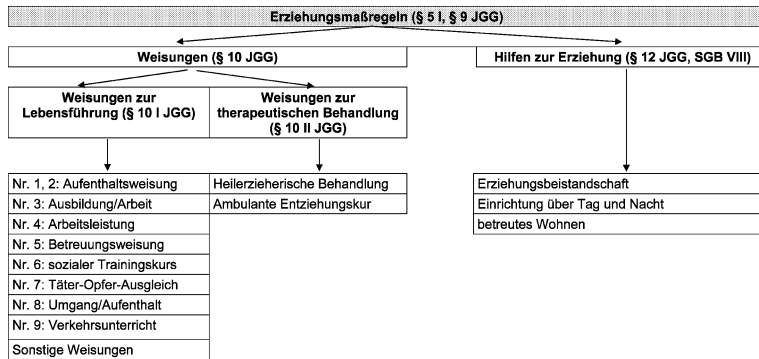 Erziehungsmaßregeln (§ 5 I, § 9 JGG)
Weisungen (§ 10 JGG)
Hilfen zur Erziehung (§ 12 JGG, SGB VIII)
Weisungen zur
Lebensführung (§ 10 I JGG)
Weisungen zur
therapeutischen Behandlung
(§ 10 II JGG)
Nr. 1, 2: Aufenthaltsweisung
Nr. 3: Ausbildung/Arbeit
Nr. 4: Arbeitsleistung
Nr. 5: Betreuungsweisung
Nr. 6: sozialer Trainingskurs
Nr. 7: Täter-Opfer-Ausgleich
Nr. 8: Umgang/Aufenthalt
Nr. 9: Verkehrsunterricht
Sonstige Weisungen
Heilerzieherische Behandlung
Ambulante Entziehungskur
Erziehungsbeistandschaft
Einrichtung über Tag und Nacht
betreutes Wohnen